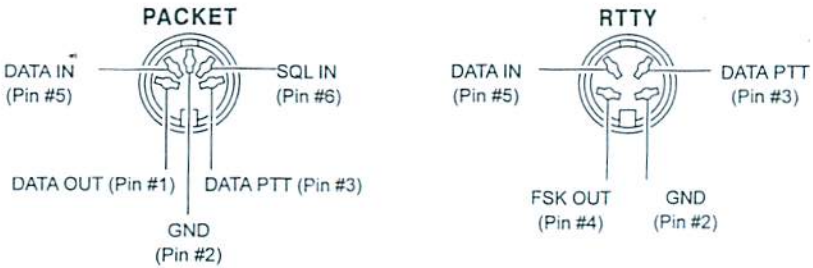 PACKET
DATA IN
(Pin #5)
SQL IN
(Pin #6)
DATA OUT (Pin #1)
DATA PTT (Pin #3)
GND
(Pin #2)
RTTY
DATA IN
(Pin #5)
DATA PTT
(Pin #3)
FSK OUT
(Pin #4)
GND
(Pin #2)